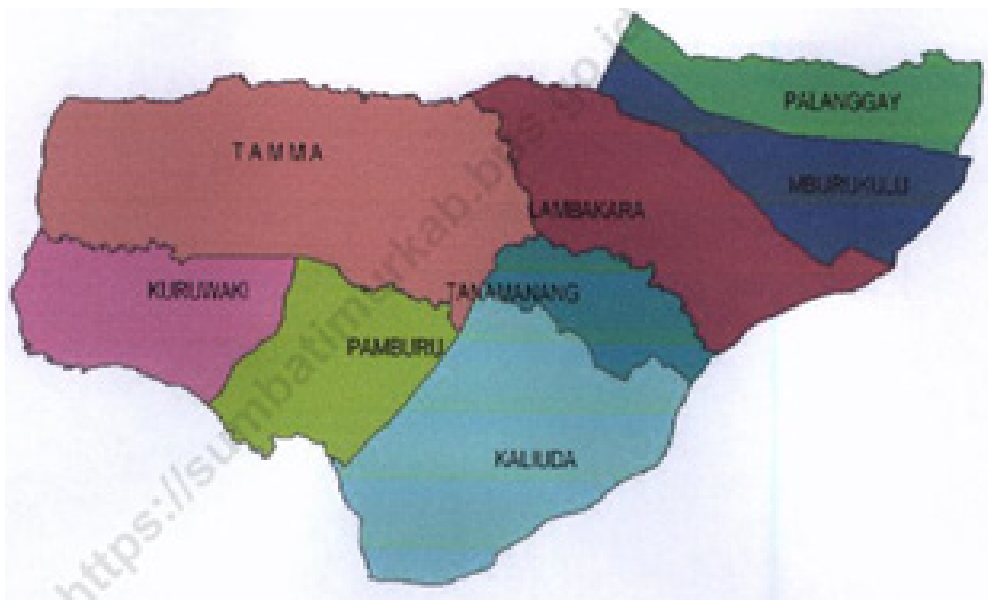 PALANGGAY
TAMMA
MBURUKULU
LAMBAKARA
KURUWAKI
TANAMANANG
PAMBURU
KALIUDA
https://sumbatimurkab.bps.go.id